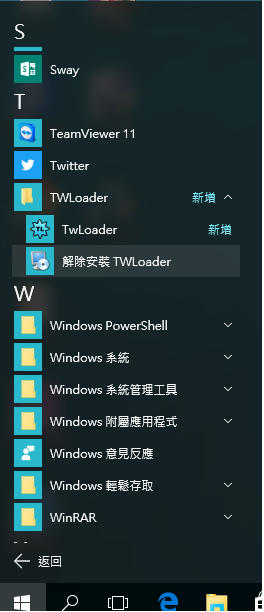 S
Sway
T
TeamViewer 11
Twitter
TWLoader 新增
TL
TwLoader 新增
解除安裝 TWLoader
W
Windows PowerShell
Windows 系統
Windows 系統管理工具
Windows 附屬應用程式
Windows 意見反應
Windows 輕鬆存取
WinRAR
返回